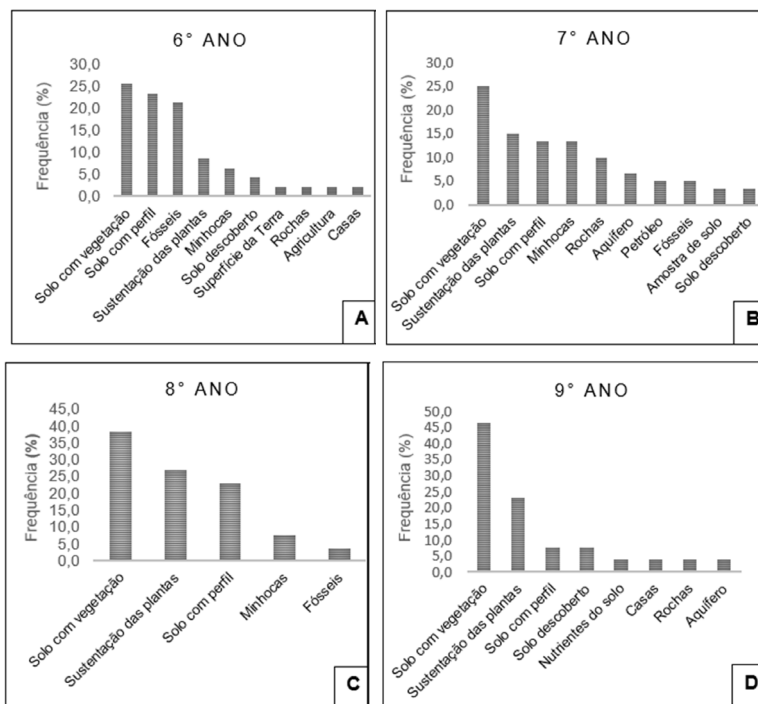 6° ANO
Frequência (%)
30,0
25,0
20,0
15,0
10,0
5,0
0,0
Solo com vegetação
Solo com perfil
Fósseis
Sustentação das plantas
Minhocas
Solo descoberto
Superfície da Terra
Rochas
Agricultura
Casas
A
7° ANO
Frequência (%)
30,0
25,0
20,0
15,0
10,0
5,0
0,0
Solo com vegetação
Sustentação das plantas
Solo com perfil
Minhocas
Rochas
Aquífero
Petróleo
Fósseis
Amostra de solo
Solo descoberto
B
8° ANO
Frequência (%)
45,0
40,0
35,0
30,0
25,0
20,0
15,0
10,0
5,0
0,0
Solo com vegetação
Sustentação das plantas
Solo com perfil
Minhocas
Fósseis
C
9° ANO
Frequência (%)
50,0
45,0
40,0
35,0
30,0
25,0
20,0
15,0
10,0
5,0
0,0
Solo com vegetação
Sustentação das plantas
Solo com perfil
Solo descoberto
Nutrientes do solo
Casas
Rochas
Aquífero
D